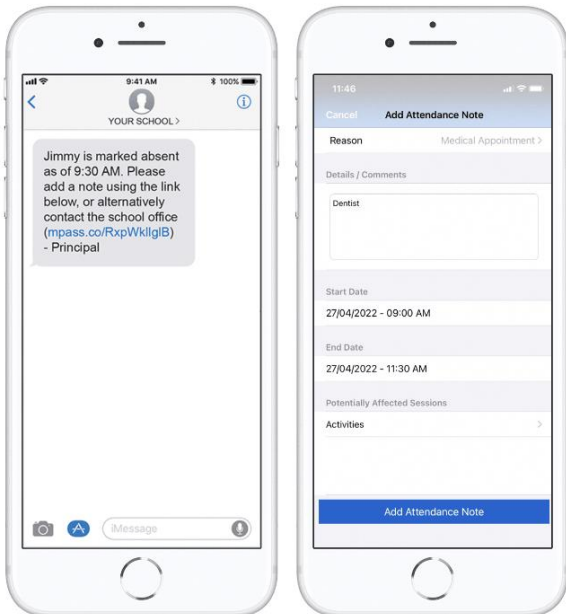 9:41 AM
100%
YOUR SCHOOL >
Jimmy is marked absent
as of 9:30 AM. Please
add a note using the link
below, or alternatively
contact the school office
(mpass.co/RxpWkllglB)
- Principal
iMessage
11:46
Cancel Add Attendance Note
Reason Medical Appointment >
Details / Comments
Dentist
Start Date
27/04/2022 - 09:00 AM
End Date
27/04/2022 - 11:30 AM
Potentially Affected Sessions
Activities >
Add Attendance Note